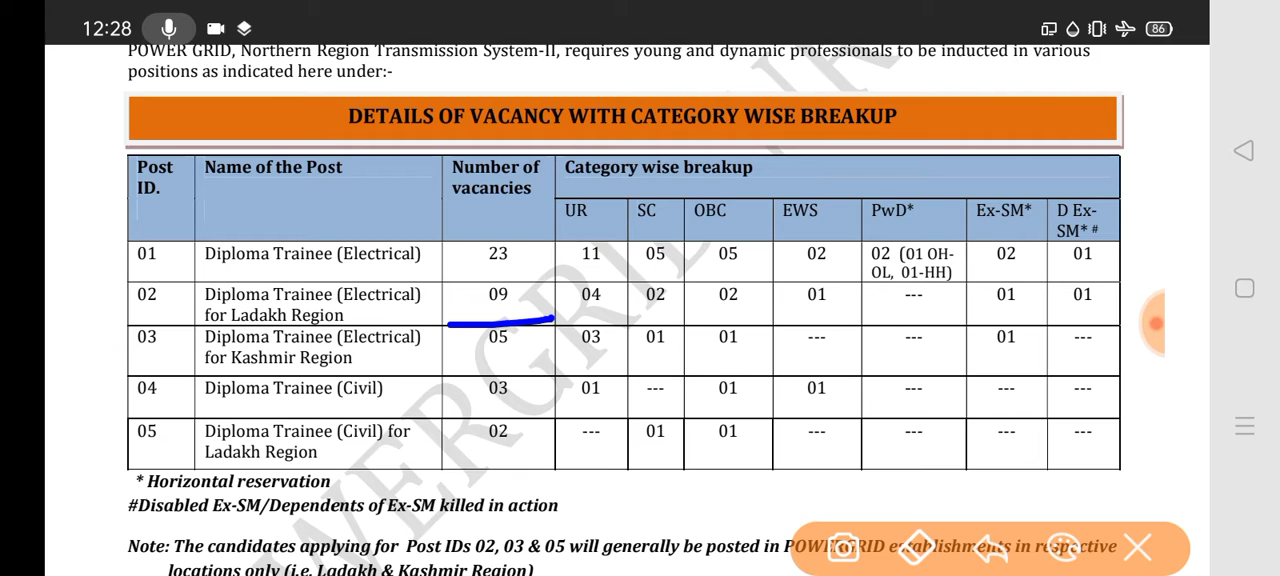 12:28
86
POWER GRID, Northern Region Transmission System-II, requires young and dynamic professionals to be inducted in various
positions as indicated here under:-
DETAILS OF VACANCY WITH CATEGORY WISE BREAKUP
Post ID. Name of the Post Number of vacancies Category wise breakup
UR SC OBC EWS PwD* Ex-SM* D Ex-SM* #
01 Diploma Trainee (Electrical) 23 11 05 05 02 02 (01 OH-OL, 01-HH) 02 01
02 Diploma Trainee (Electrical) for Ladakh Region 09 04 02 02 01 --- 01 01
03 Diploma Trainee (Electrical) for Kashmir Region 05 03 01 01 --- --- 01 ---
04 Diploma Trainee (Civil) 03 01 --- 01 01 --- --- ---
05 Diploma Trainee (Civil) for Ladakh Region 02 --- 01 01 --- --- --- ---
* Horizontal reservation
#Disabled Ex-SM/Dependents of Ex-SM killed in action
Note: The candidates applying for Post IDs 02, 03 & 05 will generally be posted in POWERGRID establishments in respective
locations only (i.e. Ladakh & Kashmir Region)